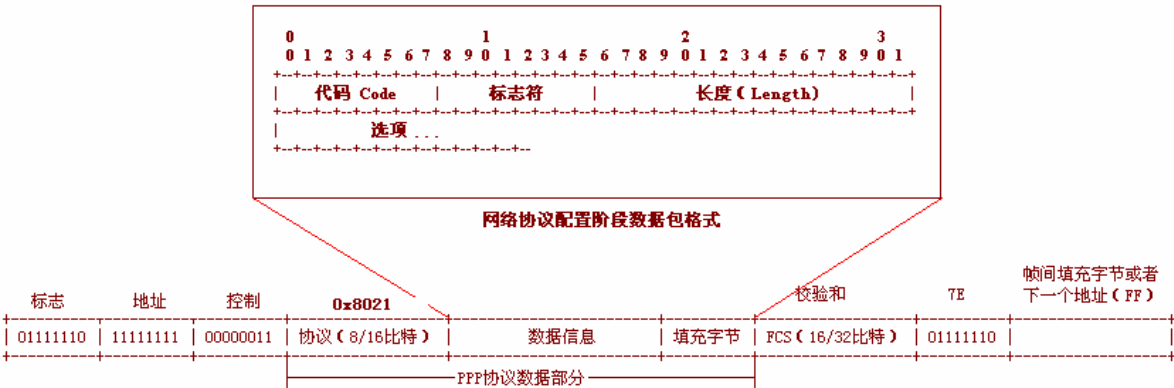 0 1 2 3
0 1 2 3 4 5 6 7 8 9 0 1 2 3 4 5 6 7 8 9 0 1 2 3 4 5 6 7 8 9 0 1
+--+--+--+--+--+--+--+--+--+--+--+--+--+--+--+--+--+--+--+--+--+--+--+--+--+--+--+--+--+--+--+--+
| 代码 Code | 标志符 | 长度(Length) |
+--+--+--+--+--+--+--+--+--+--+--+--+--+--+--+--+--+--+--+--+--+--+--+--+--+--+--+--+--+--+--+--+
| 选项 ...
+--+--+--+--+--+--+--+--+--+--+--+--+--
网络协议配置阶段数据包格式
标志 地址 控制 0x8021 校验和 7E 帧间填充字节或者
下一个地址(FF)
| 01111110 | 11111111 | 00000011 | 协议(8/16比特) | 数据信息 | 填充字节 | FCS(16/32比特) | 01111110 |
PPP协议数据部分